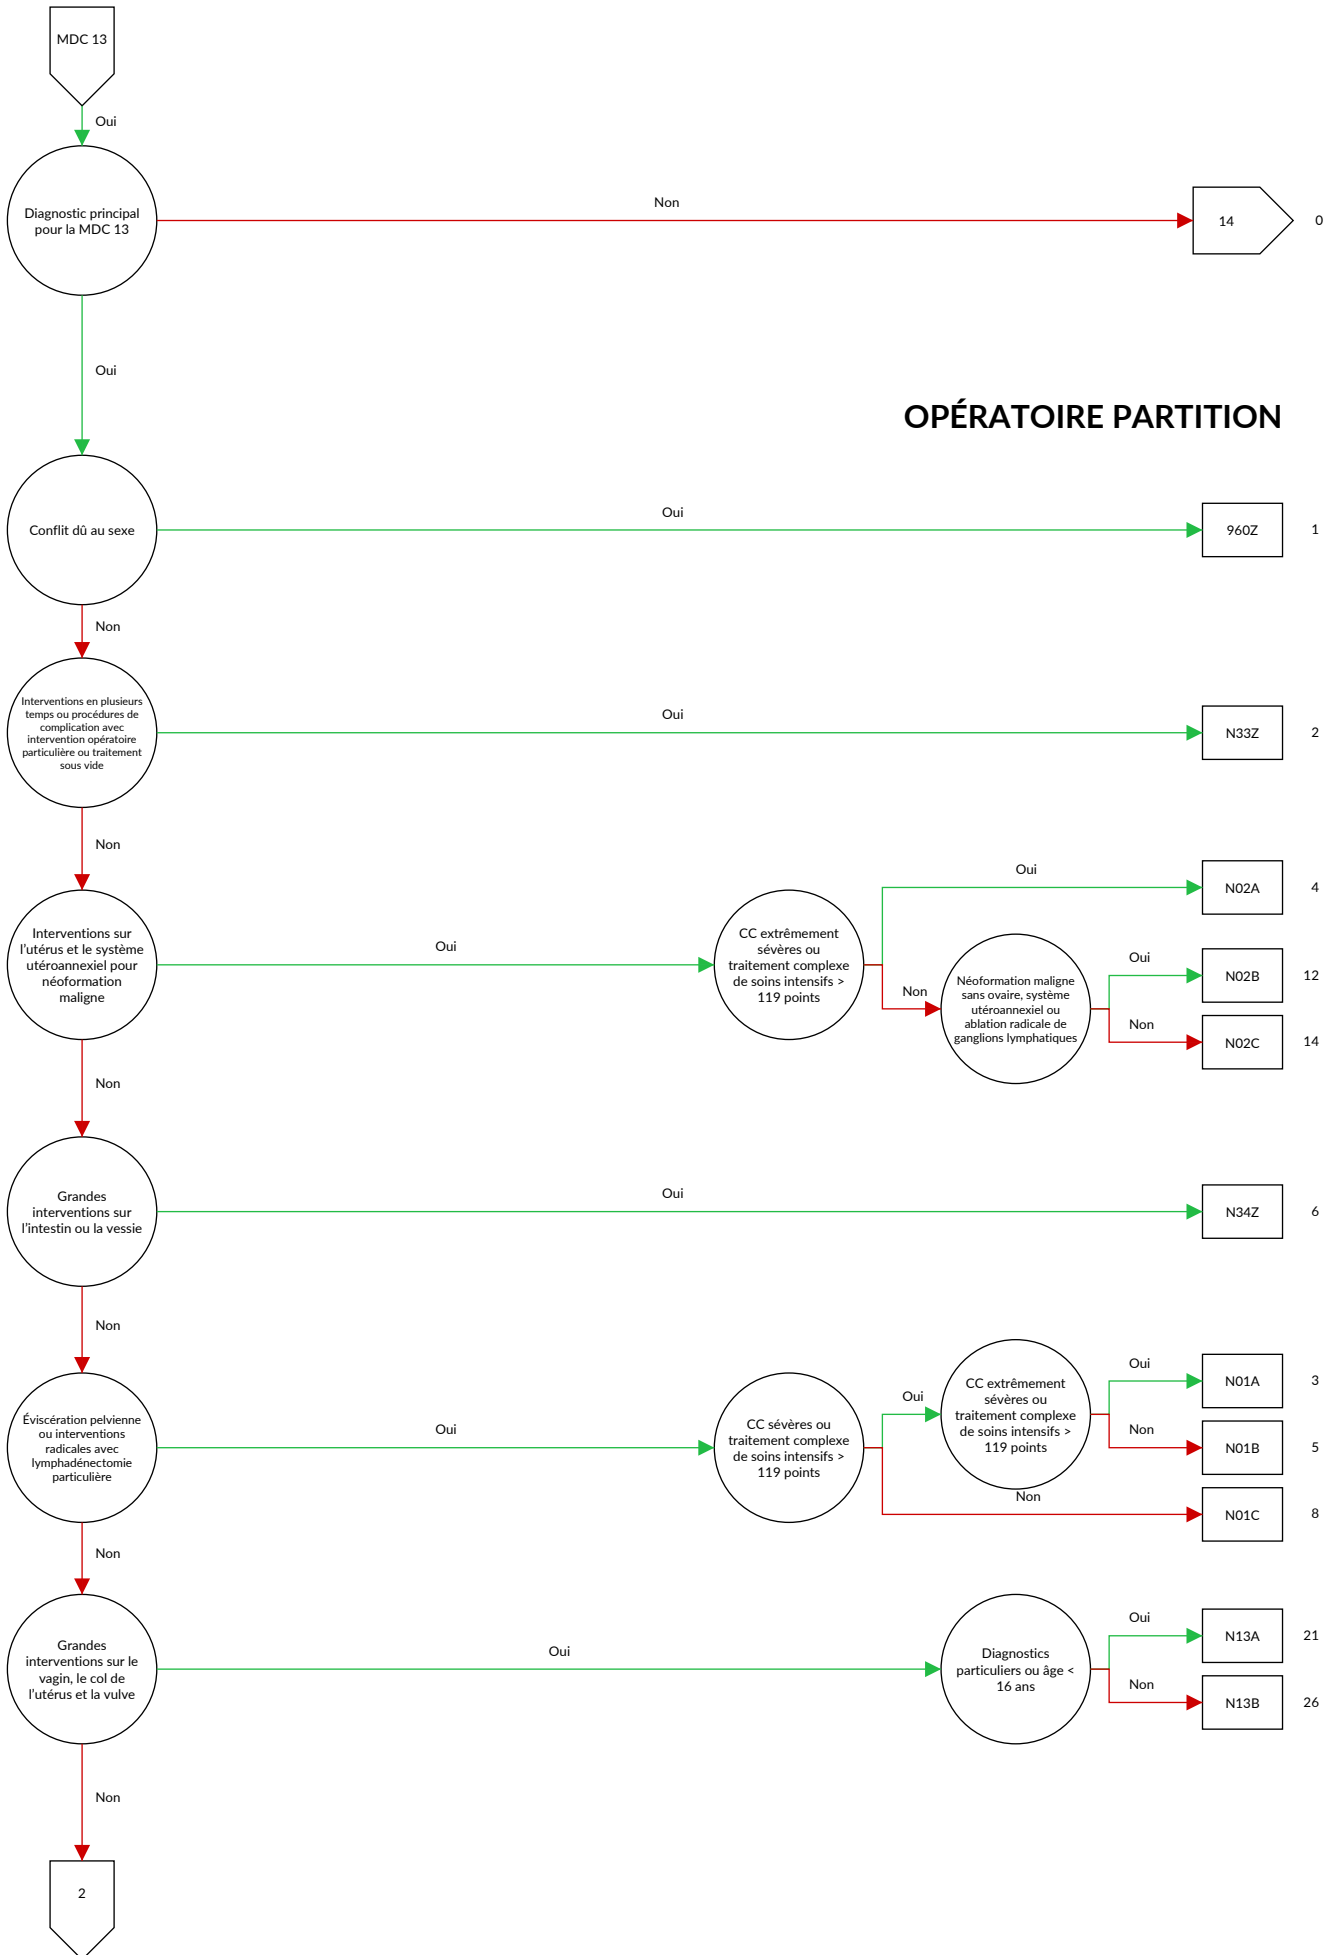 MDC 13
Oui
Diagnostic principal
pour la MDC 13
Non
14
0
Oui
OPÉRATOIRE PARTITION
Conflit dû au sexe
Oui
960Z
1
Non
Interventions en plusieurs
temps ou procédures de
complication avec
intervention opératoire
particulière ou traitement
sous vide
Oui
N33Z
2
Non
Interventions sur
l'utérus et le système
utéroannexiel pour
néoformation
maligne
Oui
CC extrêmement
sévères ou
traitement complexe
de soins intensifs >
119 points
Oui
N02A
4
Non
Néoformation maligne
sans ovaire, système
utéroannexiel ou
ablation radicale de
ganglions lymphatiques
Oui
N02B
12
Non
N02C
14
Non
Grandes
interventions sur
l'intestin ou la vessie
Oui
N34Z
6
Non
Éviscération pelvienne
ou interventions
radicales avec
lymphadénectomie
particulière
Oui
CC sévères ou
traitement complexe
de soins intensifs >
119 points
Oui
CC extrêmement
sévères ou
traitement complexe
de soins intensifs >
119 points
Oui
N01A
3
Non
N01B
5
Non
N01C
8
Non
Grandes
interventions sur le
vagin, le col de
l'utérus et la vulve
Oui
Diagnostics
particuliers ou âge <
16 ans
Oui
N13A
21
Non
N13B
26
Non
2